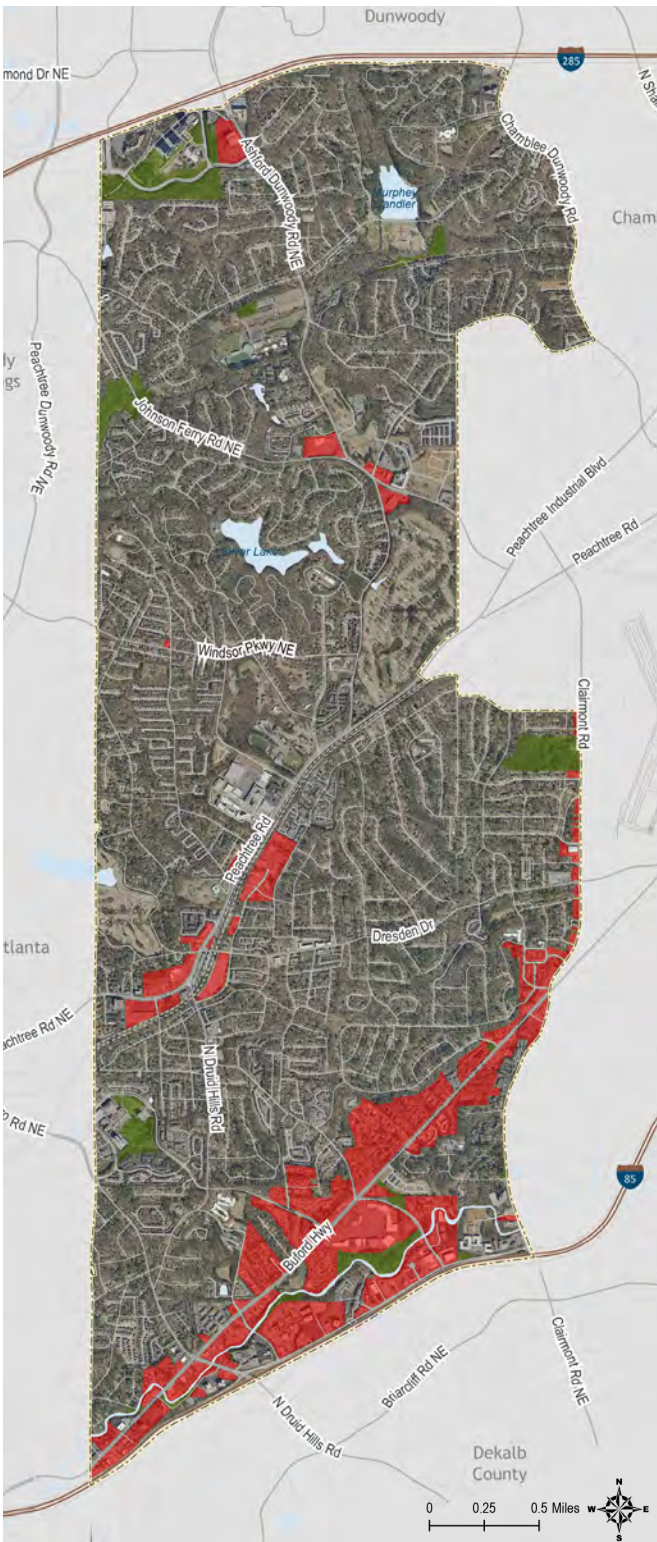 Dunwoody
285
mond Dr NE
N Sha
Chamblee Dunwoody Rd
Ashford Dunwoody Rd NE
Murphey
Candler
Cham
Peachtree Dunwoody Rd NE
dy
gs
Johnson Ferry Rd NE
Peachtree Industrial Blvd
Peachtree Rd
Silver Lake
Windsor Pkwy NE
Clairmont Rd
Peachtree Rd
Dresden Dr
tlanta
achtree Rd NE
N Druid Hills Rd
b Rd NE
85
Buford Hwy
Briarcliff Rd NE
Clairmont Rd NE
N Druid Hills Rd
Dekalb
County
0 0.25 0.5 Miles
N
W E
S